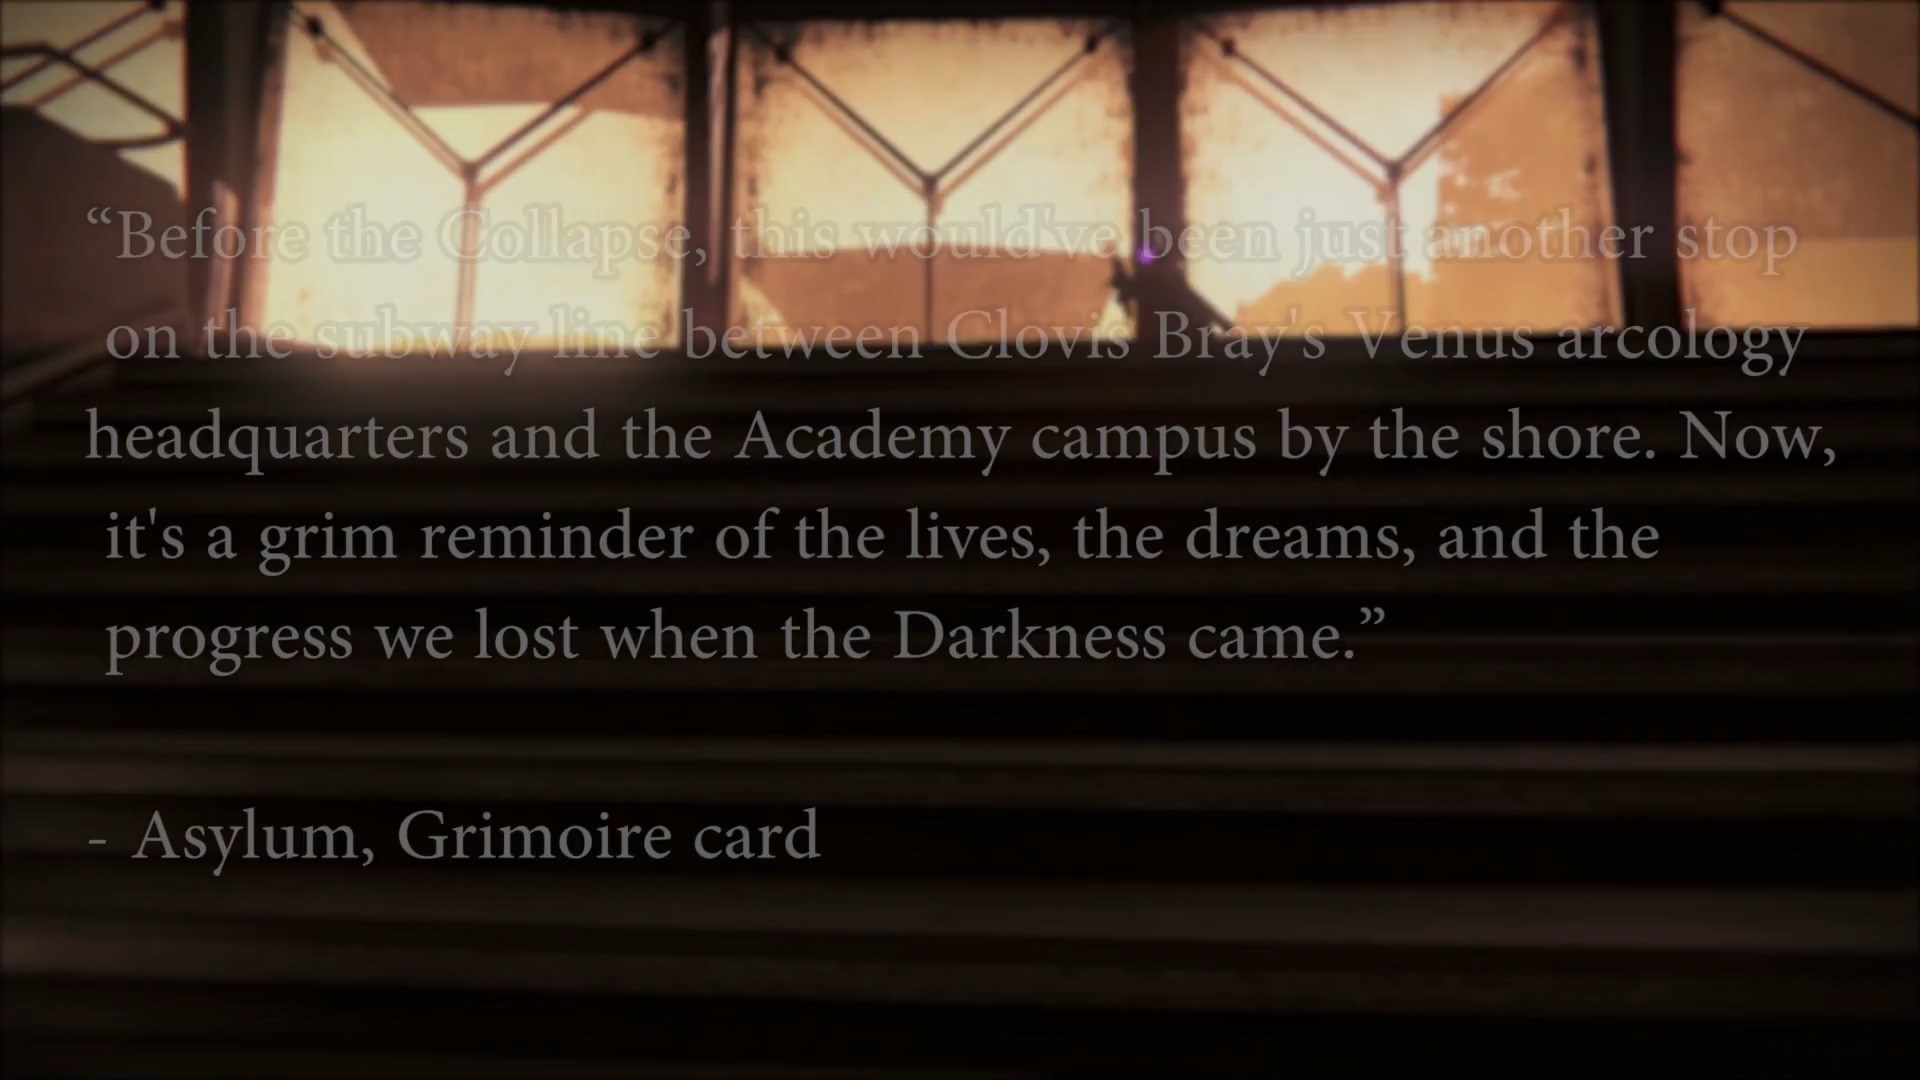 “Before the Collapse, this would've been just another stop
on the subway line between Clovis Bray's Venus arcology
headquarters and the Academy campus by the shore. Now,
it's a grim reminder of the lives, the dreams, and the
progress we lost when the Darkness came.”
- Asylum, Grimoire card